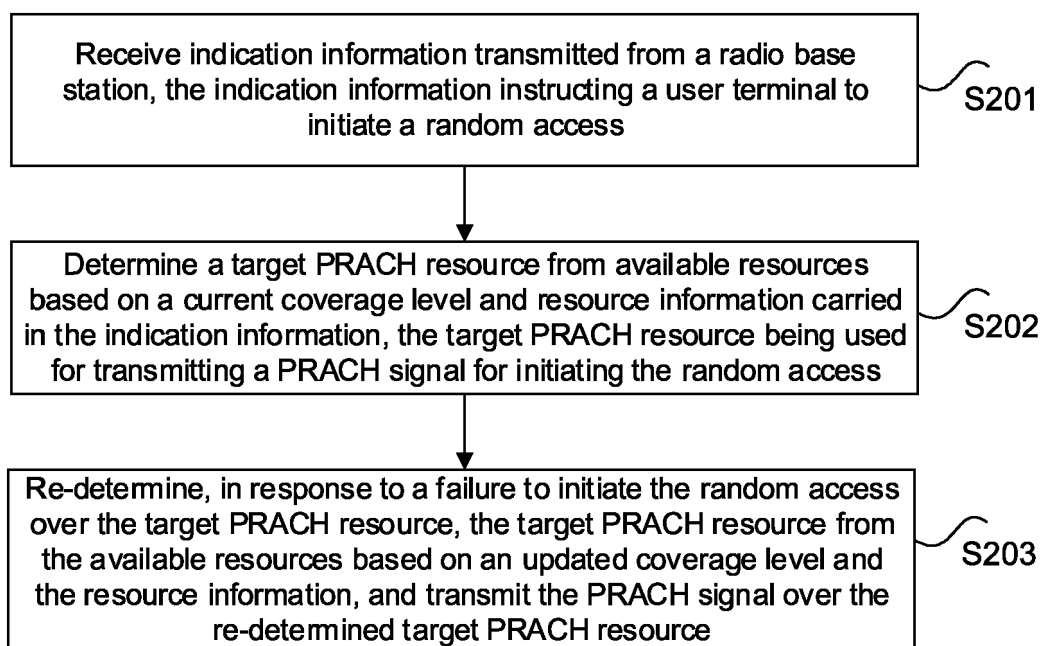 Receive indication information transmitted from a radio base
station, the indication information instructing a user terminal to
initiate a random access
S201
Determine a target PRACH resource from available resources
based on a current coverage level and resource information carried
in the indication information, the target PRACH resource being used
for transmitting a PRACH signal for initiating the random access
S202
Re-determine, in response to a failure to initiate the random access
over the target PRACH resource, the target PRACH resource from
the available resources based on an updated coverage level and
the resource information, and transmit the PRACH signal over the
re-determined target PRACH resource
S203